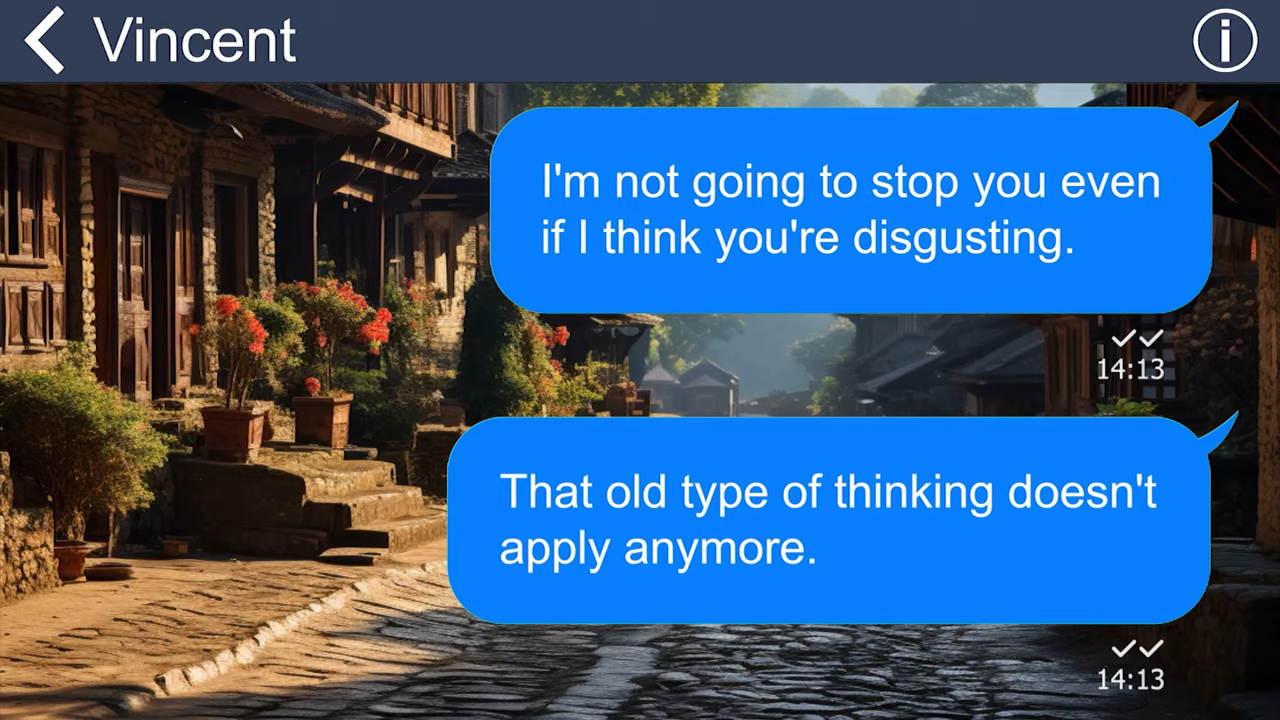 Vincent
I'm not going to stop you even
if I think you're disgusting.
14:13
That old type of thinking doesn't
apply anymore.
14:13